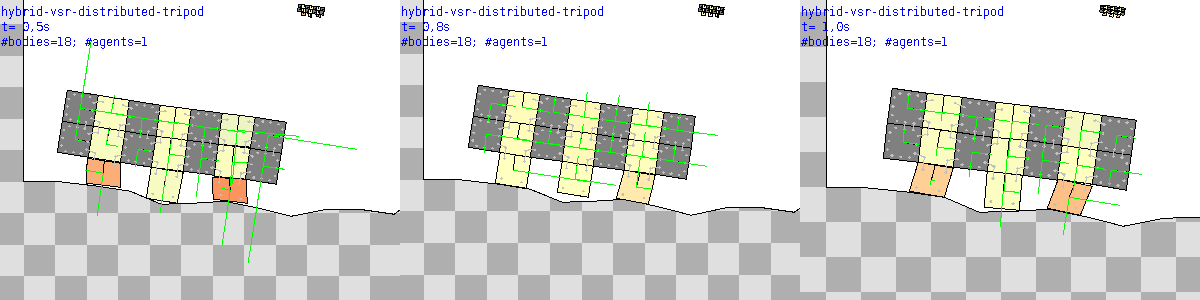 hybrid-vsr-distributed-tripod
t= 0,5s
#bodies=18; #agents=1
hybrid-vsr-distributed-tripod
t= 0,8s
#bodies=18; #agents=1
hybrid-vsr-distributed-tripod
t= 1,0s
#bodies=18; #agents=1